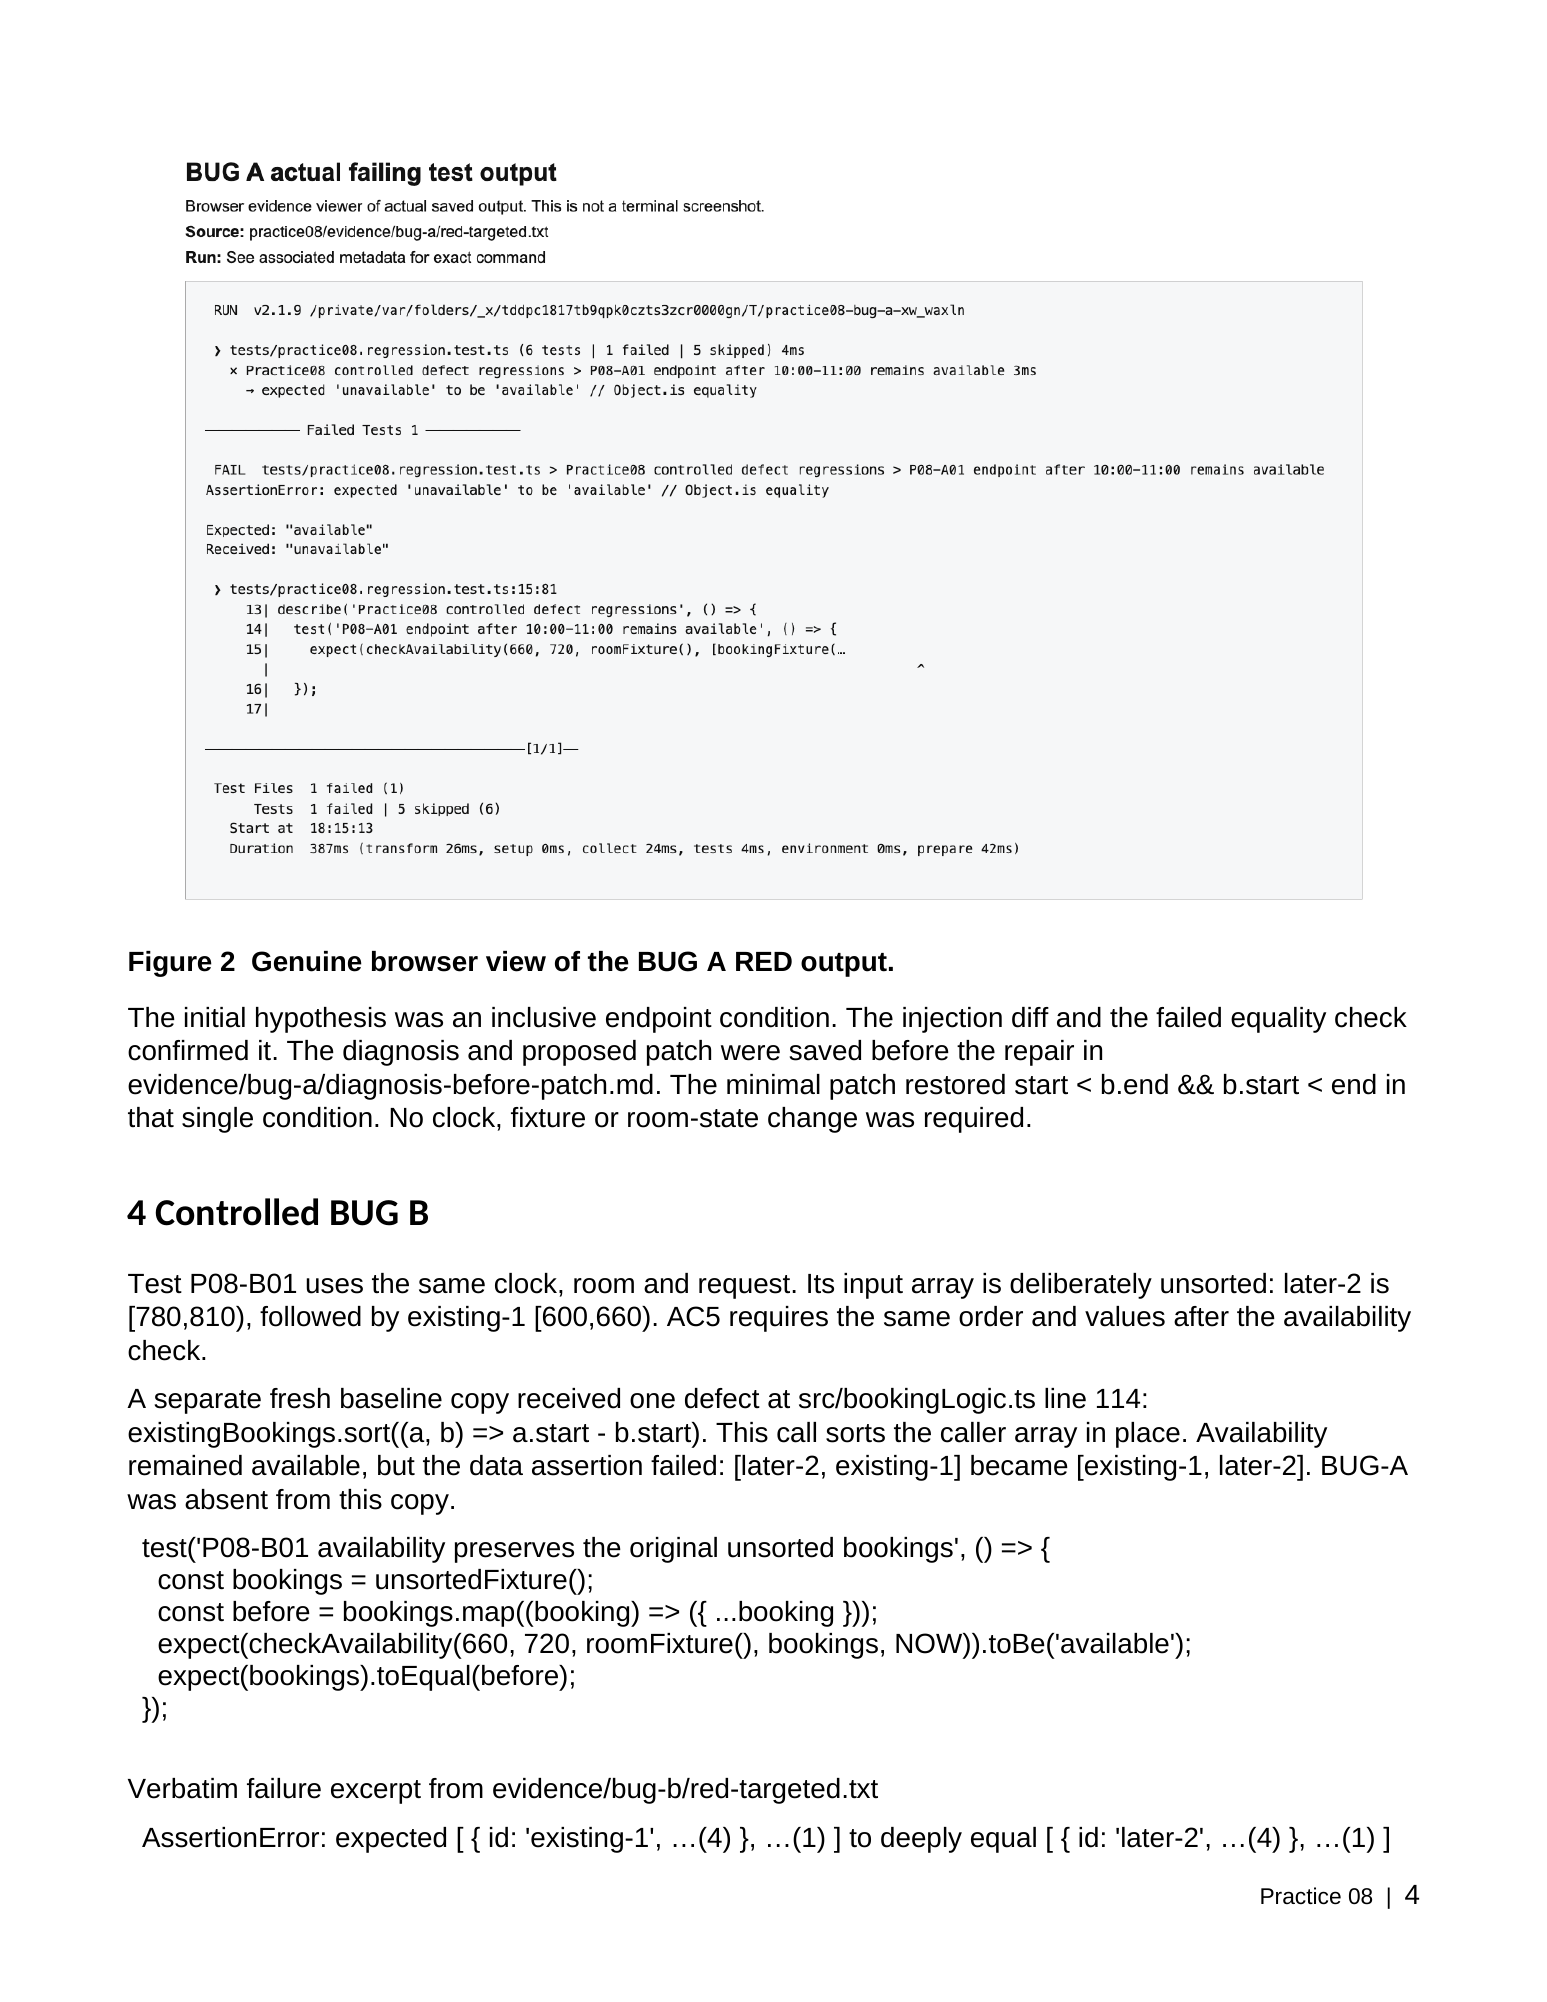 BUG A actual failing test output
Browser evidence viewer of actual saved output. This is not a terminal screenshot.
Source: practice08/evidence/bug-a/red-targeted.txt
Run: See associated metadata for exact command
RUN  v2.1.9 /private/var/folders/_x/tddpc1817tb9qpk0czts3zcr0000gn/T/practice08-bug-a-xw_waxln
❯ tests/practice08.regression.test.ts (6 tests | 1 failed | 5 skipped) 4ms
× Practice08 controlled defect regressions > P08-A01 endpoint after 10:00-11:00 remains available 3ms
→ expected 'unavailable' to be 'available' // Object.is equality
Failed Tests 1
FAIL  tests/practice08.regression.test.ts > Practice08 controlled defect regressions > P08-A01 endpoint after 10:00-11:00 remains available
AssertionError: expected 'unavailable' to be 'available' // Object.is equality
Expected: "available"
Received: "unavailable"
❯ tests/practice08.regression.test.ts:15:81
13| describe('Practice08 controlled defect regressions', () => {
14|   test('P08-A01 endpoint after 10:00-11:00 remains available', () => {
15|     expect(checkAvailability(660, 720, roomFixture(), [bookingFixture(…
|                                                                                 ^
16|   });
17|
[1/1]
Test Files  1 failed (1)
Tests  1 failed | 5 skipped (6)
Start at  18:15:13
Duration  387ms (transform 26ms, setup 0ms, collect 24ms, tests 4ms, environment 0ms, prepare 42ms)
Figure 2  Genuine browser view of the BUG A RED output.
The initial hypothesis was an inclusive endpoint condition. The injection diff and the failed equality check
confirmed it. The diagnosis and proposed patch were saved before the repair in
evidence/bug-a/diagnosis-before-patch.md. The minimal patch restored start < b.end && b.start < end in
that single condition. No clock, fixture or room-state change was required.
4 Controlled BUG B
Test P08-B01 uses the same clock, room and request. Its input array is deliberately unsorted: later-2 is
[780,810), followed by existing-1 [600,660). AC5 requires the same order and values after the availability
check.
A separate fresh baseline copy received one defect at src/bookingLogic.ts line 114:
existingBookings.sort((a, b) => a.start - b.start). This call sorts the caller array in place. Availability
remained available, but the data assertion failed: [later-2, existing-1] became [existing-1, later-2]. BUG-A
was absent from this copy.
test('P08-B01 availability preserves the original unsorted bookings', () => {
const bookings = unsortedFixture();
const before = bookings.map((booking) => ({ ...booking }));
expect(checkAvailability(660, 720, roomFixture(), bookings, NOW)).toBe('available');
expect(bookings).toEqual(before);
});
Verbatim failure excerpt from evidence/bug-b/red-targeted.txt
AssertionError: expected [ { id: 'existing-1', …(4) }, …(1) ] to deeply equal [ { id: 'later-2', …(4) }, …(1) ]
Practice 08 | 4